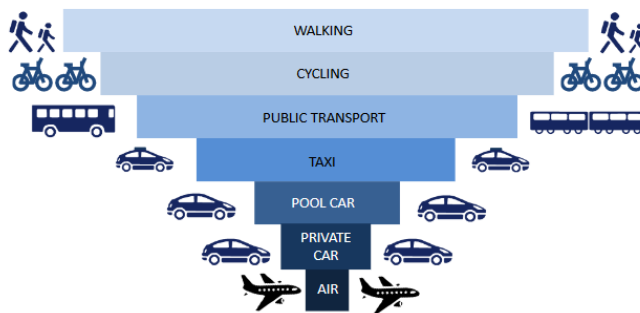 WALKING
CYCLING
PUBLIC TRANSPORT
TAXI
POOL CAR
PRIVATE
CAR
AIR